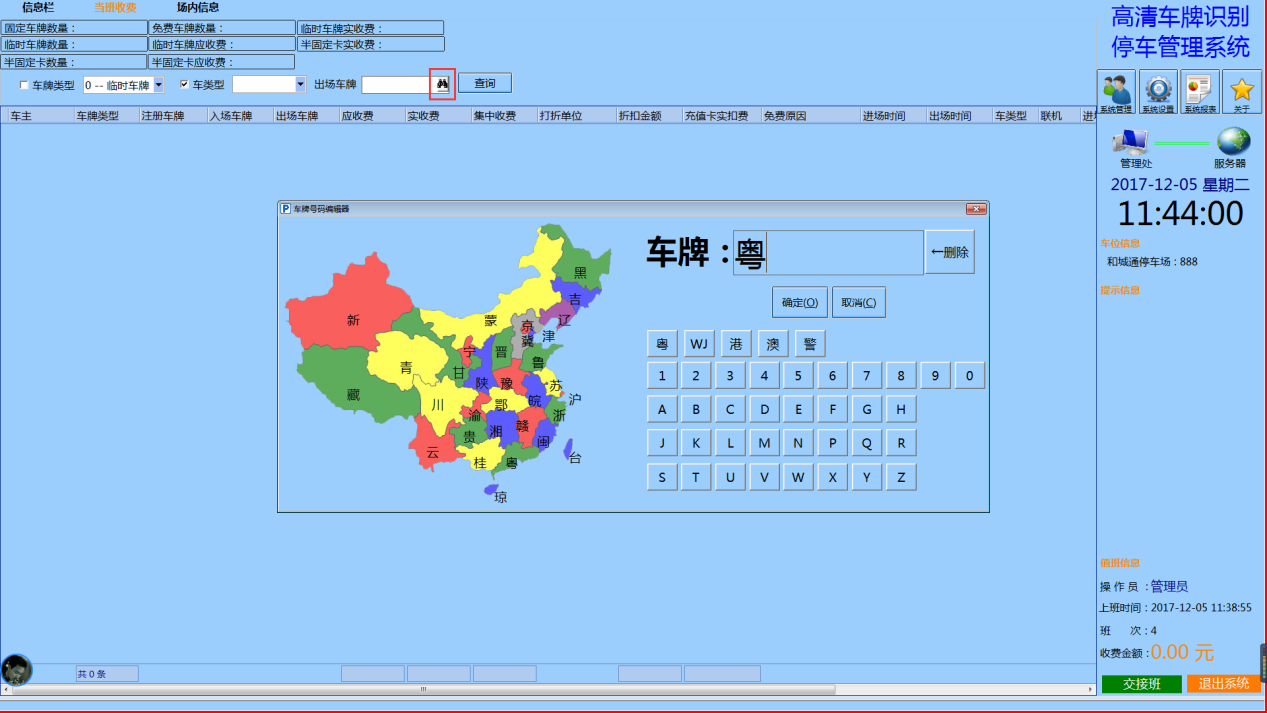 信息栏 当班收费 场内信息
固定车牌数量： 免费车牌数量： 临时车牌实收费：
临时车牌数量： 临时车牌应收费： 半固定卡实收费：
半固定卡数量： 半固定卡应收费：
车牌类型 0 -- 临时车牌 车类型 出场车牌 查询
车主 车牌类型 注册车牌 入场车牌 出场车牌 应收费 实收费 集中收费 打折单位 折扣金额 充值卡实扣费 免费原因 进场时间 出场时间 车类型 联机 进场
车牌号码编辑器
车牌：粤 ←删除
确定(O) 取消(C)
黑
吉
辽
蒙
京
新
津
冀
宁
晋
鲁
青
甘
陕
豫
苏
藏
川
鄂
皖
沪
渝
浙
贵
湘
赣
闽
云
桂
粤
台
琼
粤 WJ 港 澳 警
1 2 3 4 5 6 7 8 9 0
A B C D E F G H
J K L M N P Q R
S T U V W X Y Z
共 0 条
高清车牌识别
停车管理系统
系统管理 系统设置 系统报表 关于
管理处 服务器
2017-12-05 星期二
11:44:00
车位信息
和城通停车场：888
提示信息
值班信息
操 作 员 ：管理员
上班时间：2017-12-05 11:38:55
班 次：4
收费金额：0.00 元
交接班 退出系统